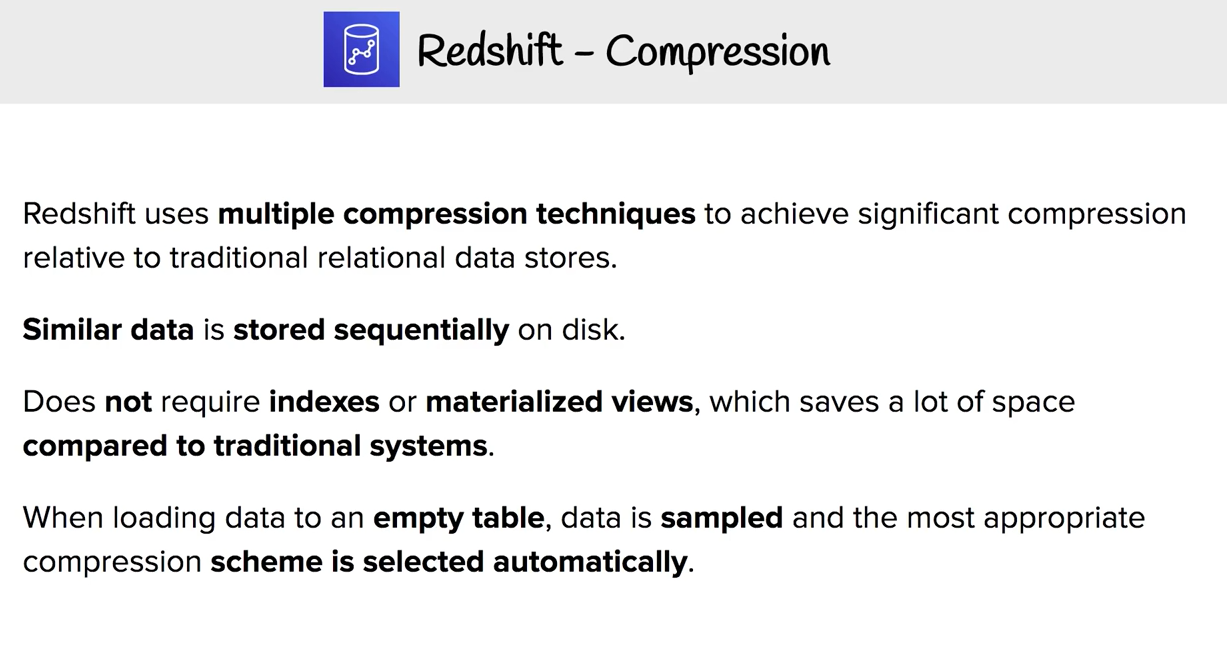 Redshift – Compression
Redshift uses multiple compression techniques to achieve significant compression
relative to traditional relational data stores.
Similar data is stored sequentially on disk.
Does not require indexes or materialized views, which saves a lot of space
compared to traditional systems.
When loading data to an empty table, data is sampled and the most appropriate
compression scheme is selected automatically.